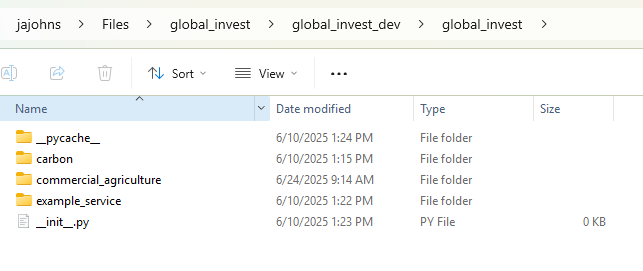 jajohns > Files > global_invest > global_invest_dev > global_invest >
Sort View ...
Name Date modified Type Size
__pycache__ 6/10/2025 1:24 PM File folder
carbon 6/10/2025 1:15 PM File folder
commercial_agriculture 6/24/2025 9:14 AM File folder
example_service 6/10/2025 1:22 PM File folder
__init__.py 6/10/2025 1:23 PM PY File 0 KB